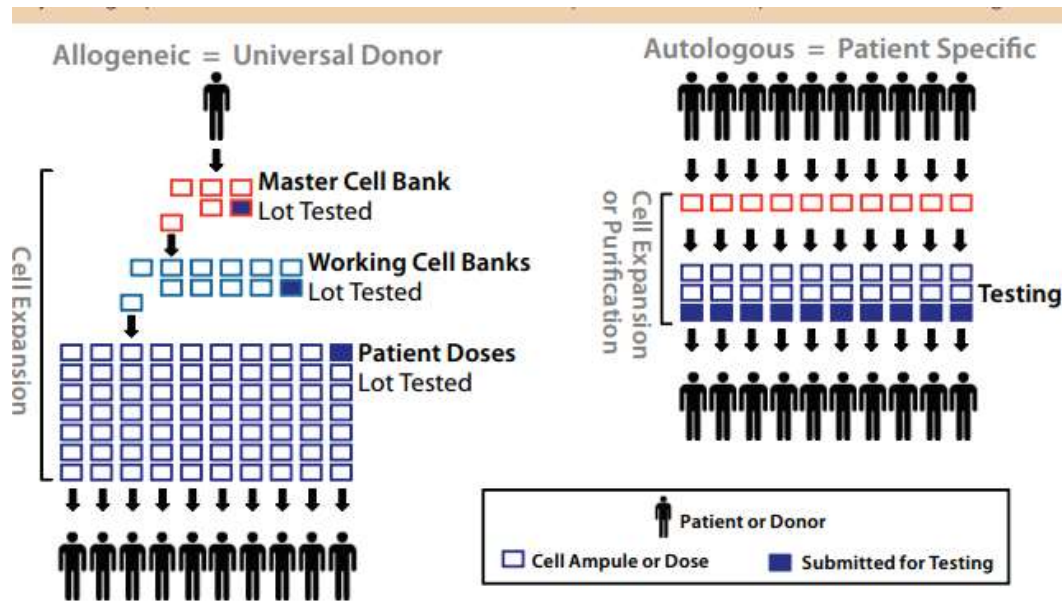 Allogeneic = Universal Donor
Master Cell Bank
Lot Tested
Working Cell Banks
Lot Tested
Patient Doses
Lot Tested
Cell Expansion
Autologous = Patient Specific
Cell Expansion
or Purification
Testing
Patient or Donor
Cell Ampule or Dose
Submitted for Testing